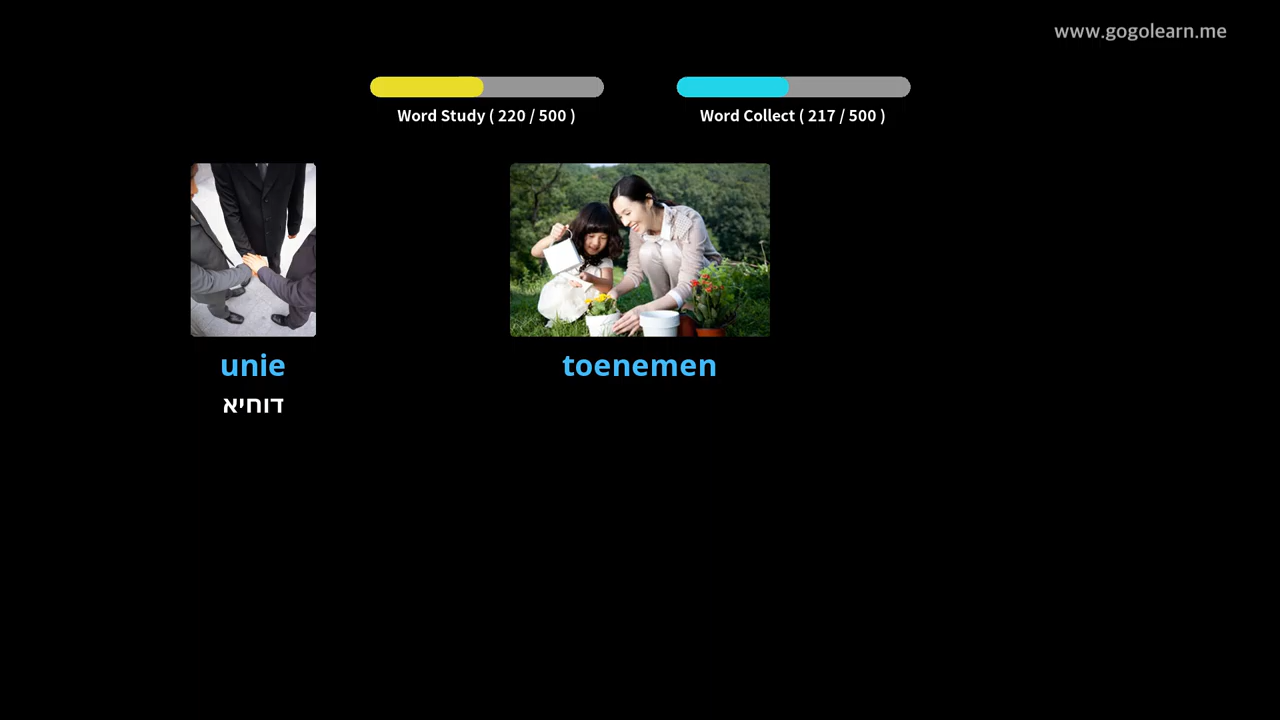 www.gogolearn.me
Word Study ( 220 / 500 )
Word Collect ( 217 / 500 )
unie
דוחיא
toenemen